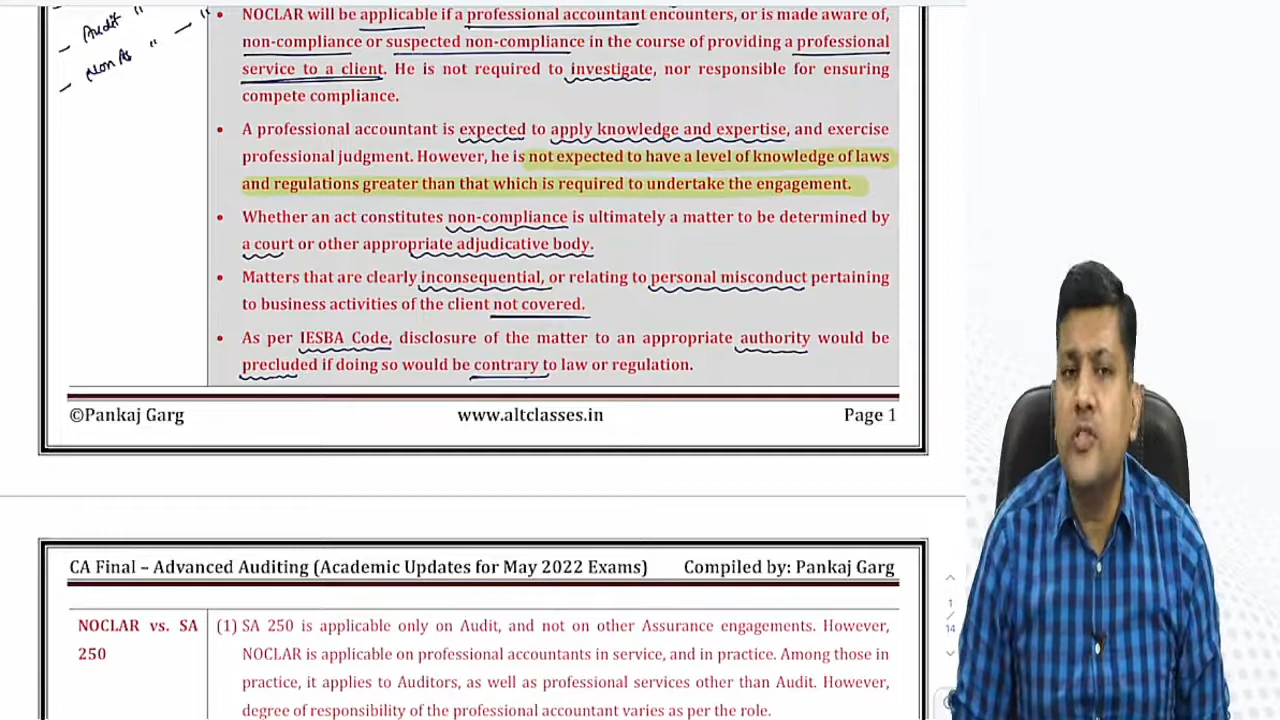 Audit "
Non As " — "
• NOCLAR will be applicable if a professional accountant encounters, or is made aware of,
non-compliance or suspected non-compliance in the course of providing a professional
service to a client. He is not required to investigate, nor responsible for ensuring
compete compliance.
• A professional accountant is expected to apply knowledge and expertise, and exercise
professional judgment. However, he is not expected to have a level of knowledge of laws
and regulations greater than that which is required to undertake the engagement.
• Whether an act constitutes non-compliance is ultimately a matter to be determined by
a court or other appropriate adjudicative body.
• Matters that are clearly inconsequential, or relating to personal misconduct pertaining
to business activities of the client not covered.
• As per IESBA Code, disclosure of the matter to an appropriate authority would be
precluded if doing so would be contrary to law or regulation.
©Pankaj Garg www.altclasses.in Page 1
CA Final – Advanced Auditing (Academic Updates for May 2022 Exams) Compiled by: Pankaj Garg
NOCLAR vs. SA
250
(1) SA 250 is applicable only on Audit, and not on other Assurance engagements. However,
NOCLAR is applicable on professional accountants in service, and in practice. Among those in
practice, it applies to Auditors, as well as professional services other than Audit. However,
degree of responsibility of the professional accountant varies as per the role.
1
14